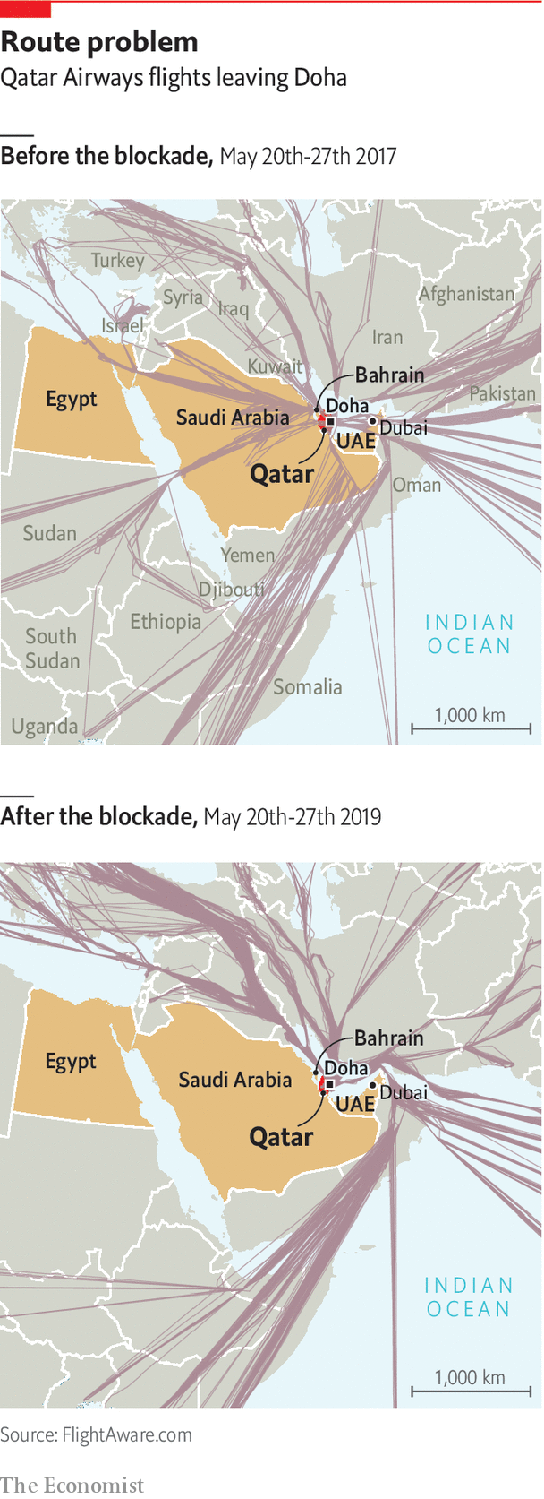 Route problem
Qatar Airways flights leaving Doha
Before the blockade, May 20th-27th 2017
Turkey
Syria
Iraq
Israel
Afghanistan
Iran
Kuwait
Bahrain
Pakistan
Egypt
Saudi Arabia
Doha
UAE
Dubai
Qatar
Oman
Sudan
Yemen
Djibouti
Ethiopia
South
Sudan
INDIAN
OCEAN
Somalia
Uganda
1,000 km
After the blockade, May 20th-27th 2019
Bahrain
Egypt
Saudi Arabia
Doha
UAE
Dubai
Qatar
INDIAN
OCEAN
1,000 km
Source: FlightAware.com
The Economist